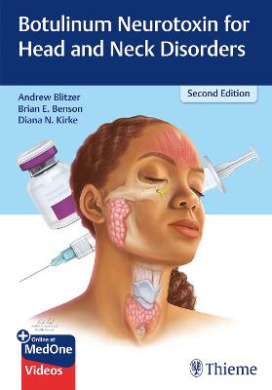 Botulinum Neurotoxin for
Head and Neck Disorders
Andrew Blitzer
Brian E. Benson
Diana N. Kirke
Second Edition
Online at
MedOne
Videos
Thieme